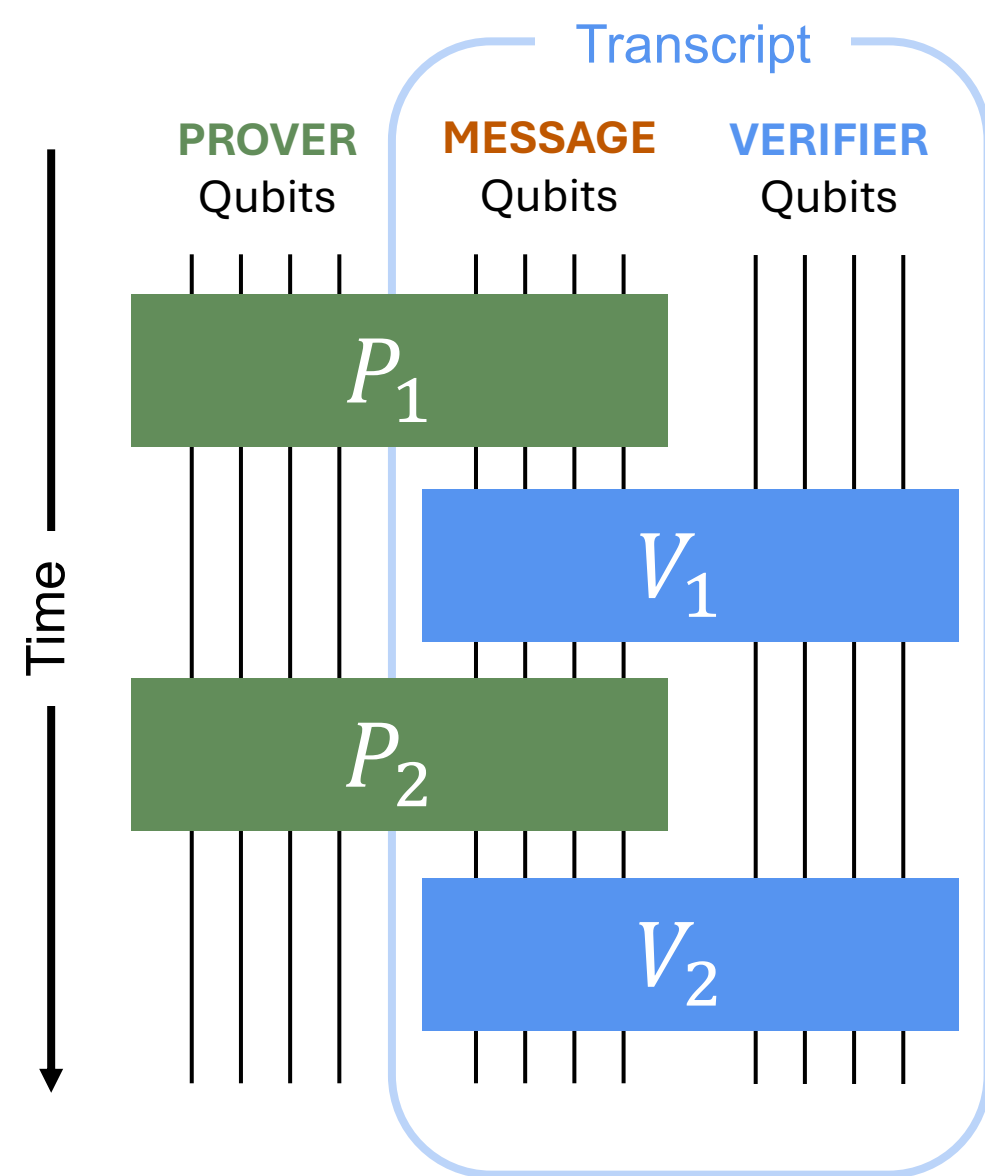 Transcript
PROVER
Qubits
MESSAGE
Qubits
VERIFIER
Qubits
Time
P₁
V₁
P₂
V₂